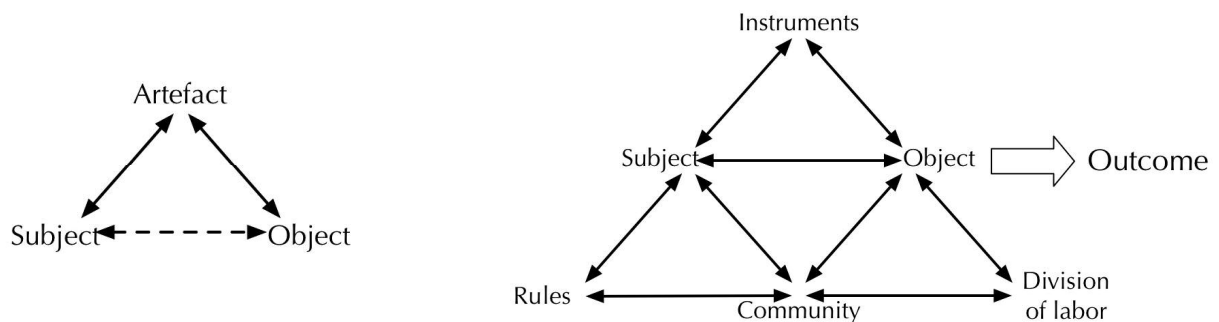 Artefact
Subject
Object
Instruments
Subject
Object
Outcome
Rules
Community
Division
of labor